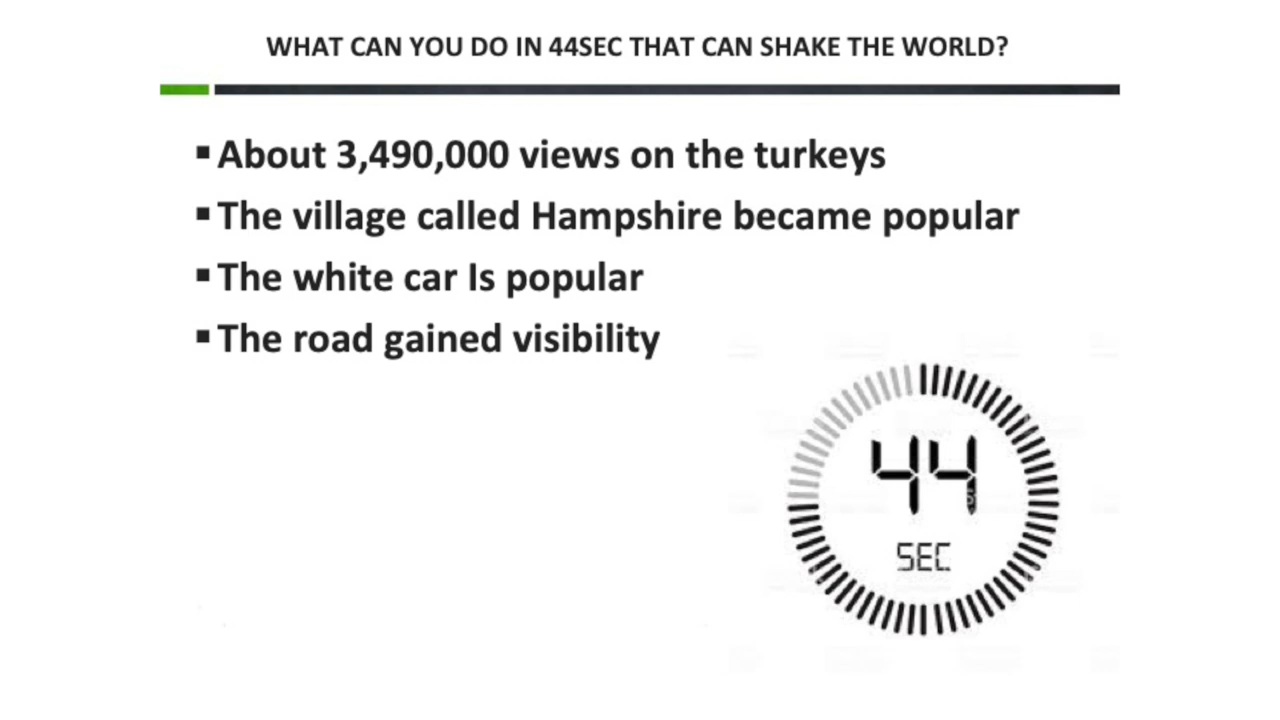 WHAT CAN YOU DO IN 44SEC THAT CAN SHAKE THE WORLD?
▪About 3,490,000 views on the turkeys
▪The village called Hampshire became popular
▪The white car Is popular
▪The road gained visibility
44
SEC